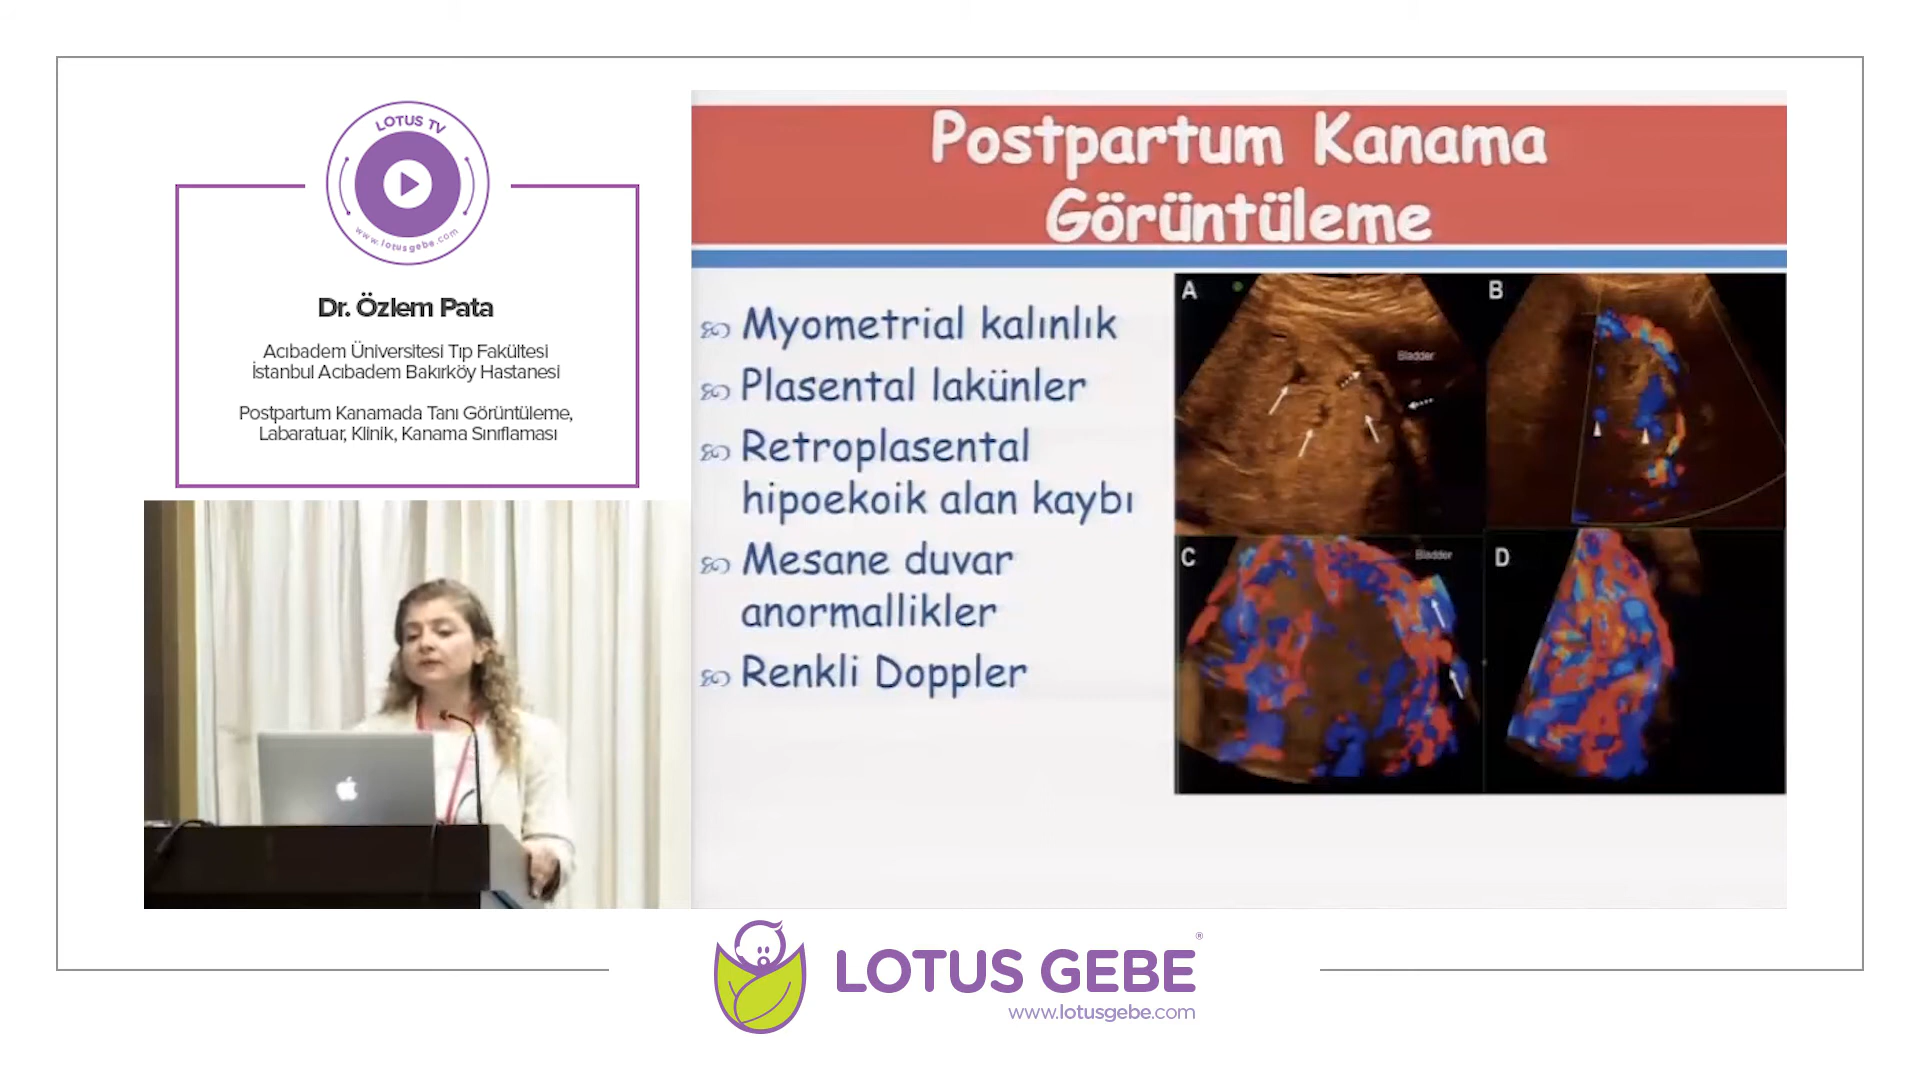 LOTUS TV
www.lotusgebe.com
Dr. Özlem Pata
Acıbadem Üniversitesi Tıp Fakültesi
İstanbul Acıbadem Bakırköy Hastanesi
Postpartum Kanamada Tanı Görüntüleme,
Labaratuar, Klinik, Kanama Sınıflaması
Postpartum Kanama
Görüntüleme
Myometrial kalınlık
Plasental lakünler
Retroplasental
hipoekoik alan kaybı
Mesane duvar
anormallikler
Renkli Doppler
A
Bladder
B
C
Bladder
D
LOTUS GEBE®
www.lotusgebe.com